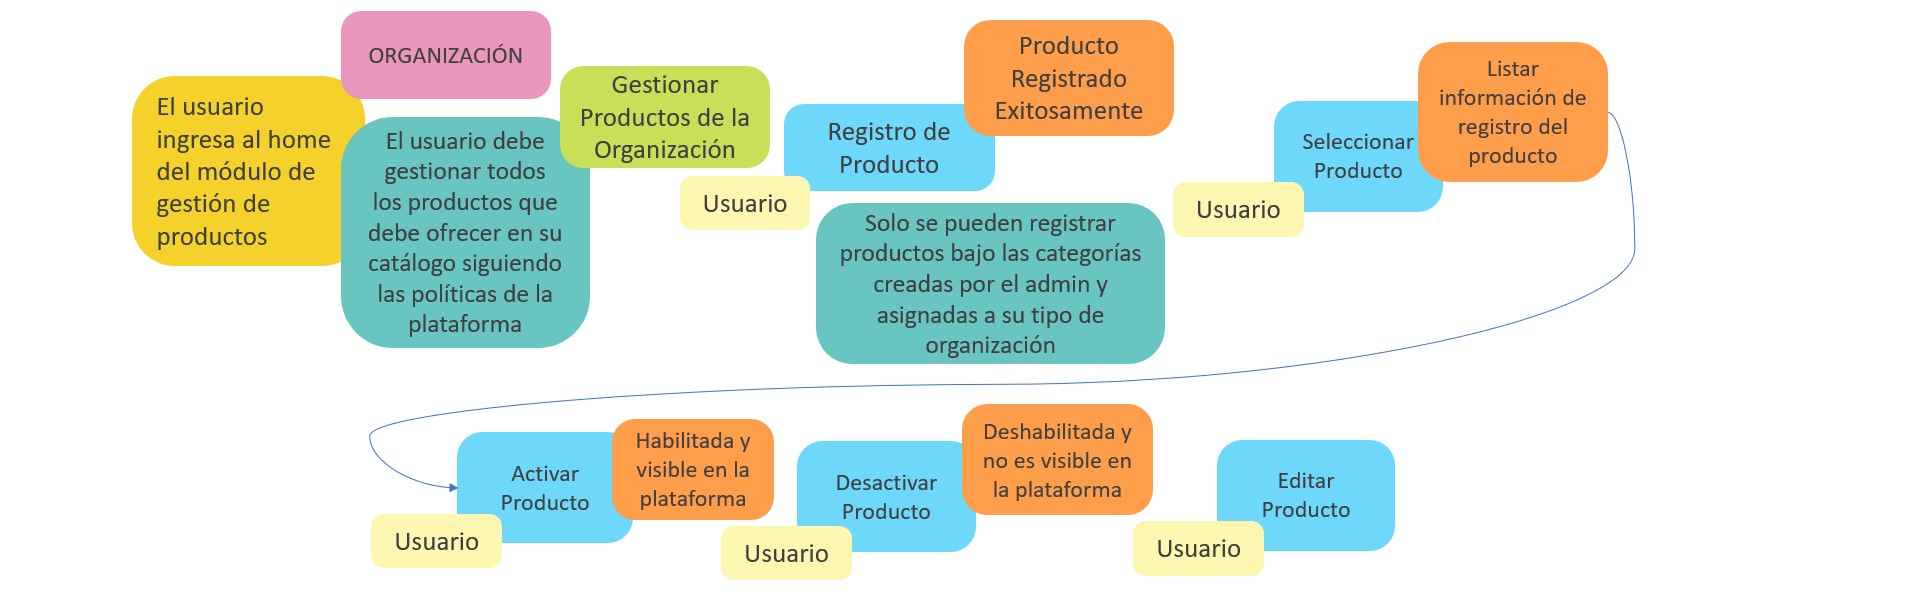 El usuario
ingresa al home
del módulo de
gestión de
productos
ORGANIZACIÓN
El usuario debe
gestionar todos
los productos que
debe ofrecer en su
catálogo siguiendo
las políticas de la
plataforma
Gestionar
Productos de la
Organización
Usuario
Registro de
Producto
Producto
Registrado
Exitosamente
Solo se pueden registrar
productos bajo las categorías
creadas por el admin y
asignadas a su tipo de
organización
Usuario
Seleccionar
Producto
Listar
información de
registro del
producto
Usuario
Activar
Producto
Habilitada y
visible en la
plataforma
Usuario
Desactivar
Producto
Deshabilitada y
no es visible en
la plataforma
Usuario
Editar
Producto